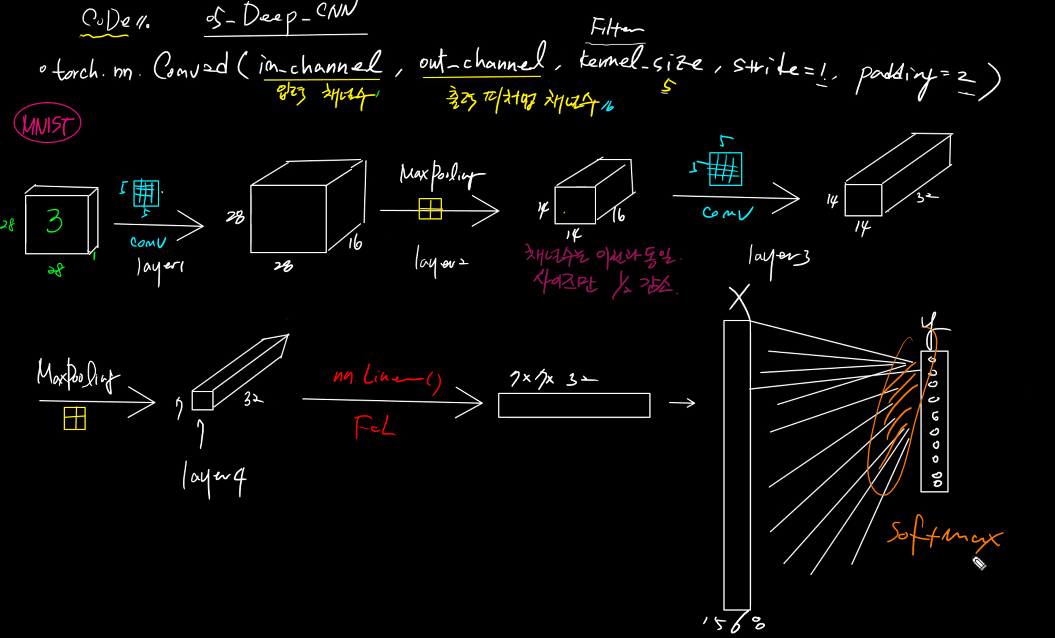 CoDe//. 05_Deep_CNN
Filter
° torch. nn. Conv2d ( in_channel , out_channel , kernel_size , stride=1 , padding=2 )
입력 채널수 1 출력 피처맵 채널수 16 5
MNIST
28 3 28 1
5 5 conv layer1
28 28 16
MaxPooling layer2
14 14 16
채널수는 이전과 동일.
사이즈만 1/2 감소.
5 5 conv layer3
14 14 32
MaxPooling
7 7 32
layer4
nn Linear()
FcL
7x7x 32
X
1568
y
softmax